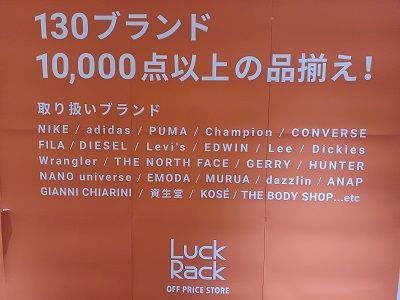 130ブランド
10,000点以上の品揃え!
取り扱いブランド
NIKE / adidas / PUMA / Champion / CONVERSE
FILA / DIESEL / Levi's / EDWIN / Lee / Dickies
Wrangler / THE NORTH FACE / GERRY / HUNTER
NANO universe / EMODA / MURUA / dazzlin / ANAP
GIANNI CHIARINI / 資生堂 / KOSÉ / THE BODY SHOP...etc
Luck
Rack
OFF PRICE STORE